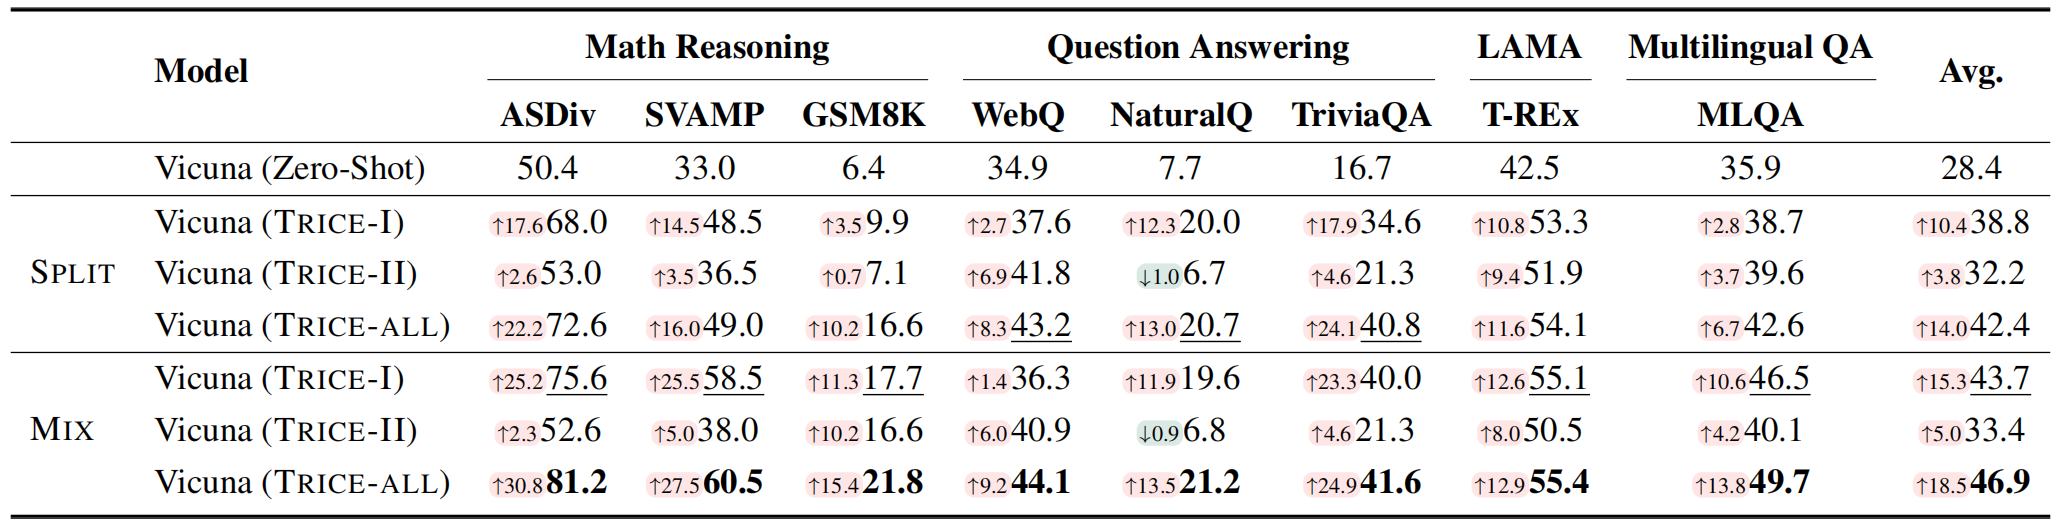 Model Math Reasoning Question Answering LAMA Multilingual QA Avg.
ASDiv SVAMP GSM8K WebQ NaturalQ TriviaQA T-REx MLQA
Vicuna (Zero-Shot) 50.4 33.0 6.4 34.9 7.7 16.7 42.5 35.9 28.4
Vicuna (TRICE-I) ↑17.6 68.0 ↑14.5 48.5 ↑3.5 9.9 ↑2.7 37.6 ↑12.3 20.0 ↑17.9 34.6 ↑10.8 53.3 ↑2.8 38.7 ↑10.4 38.8
SPLIT Vicuna (TRICE-II) ↑2.6 53.0 ↑3.5 36.5 ↑0.7 7.1 ↑6.9 41.8 ↓1.0 6.7 ↑4.6 21.3 ↑9.4 51.9 ↑3.7 39.6 ↑3.8 32.2
Vicuna (TRICE-ALL) ↑22.2 72.6 ↑16.0 49.0 ↑10.2 16.6 ↑8.3 43.2 ↑13.0 20.7 ↑24.1 40.8 ↑11.6 54.1 ↑6.7 42.6 ↑14.0 42.4
Vicuna (TRICE-I) ↑25.2 75.6 ↑25.5 58.5 ↑11.3 17.7 ↑1.4 36.3 ↑11.9 19.6 ↑23.3 40.0 ↑12.6 55.1 ↑10.6 46.5 ↑15.3 43.7
MIX Vicuna (TRICE-II) ↑2.3 52.6 ↑5.0 38.0 ↑10.2 16.6 ↑6.0 40.9 ↓0.9 6.8 ↑4.6 21.3 ↑8.0 50.5 ↑4.2 40.1 ↑5.0 33.4
Vicuna (TRICE-ALL) ↑30.8 81.2 ↑27.5 60.5 ↑15.4 21.8 ↑9.2 44.1 ↑13.5 21.2 ↑24.9 41.6 ↑12.9 55.4 ↑13.8 49.7 ↑18.5 46.9